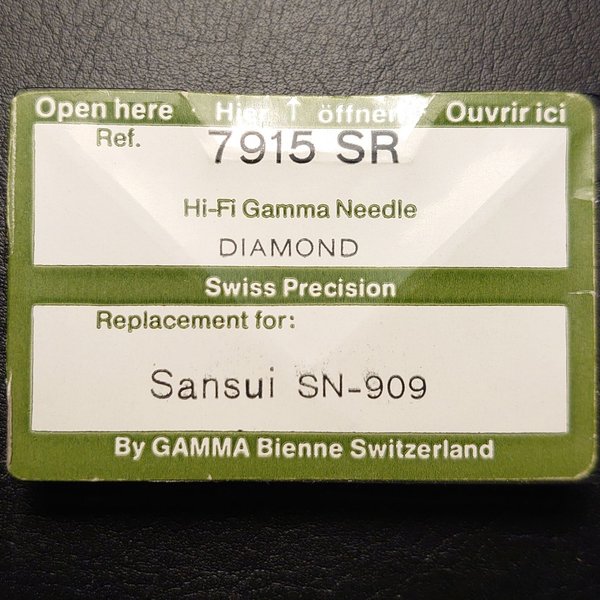 Open here Hier ↑ öffnen Ouvrir ici
Ref. 7915 SR
Hi-Fi Gamma Needle
DIAMOND
Swiss Precision
Replacement for:
Sansui SN-909
By GAMMA Bienne Switzerland